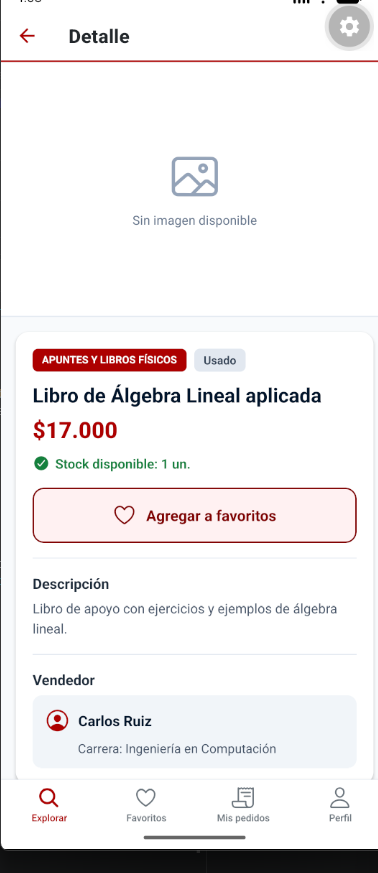 Detalle
Sin imagen disponible
APUNTES Y LIBROS FÍSICOS
Usado
Libro de Álgebra Lineal aplicada
$17.000
Stock disponible: 1 un.
Agregar a favoritos
Descripción
Libro de apoyo con ejercicios y ejemplos de álgebra
lineal.
Vendedor
Carlos Ruiz
Carrera: Ingeniería en Computación
Explorar
Favoritos
Mis pedidos
Perfil